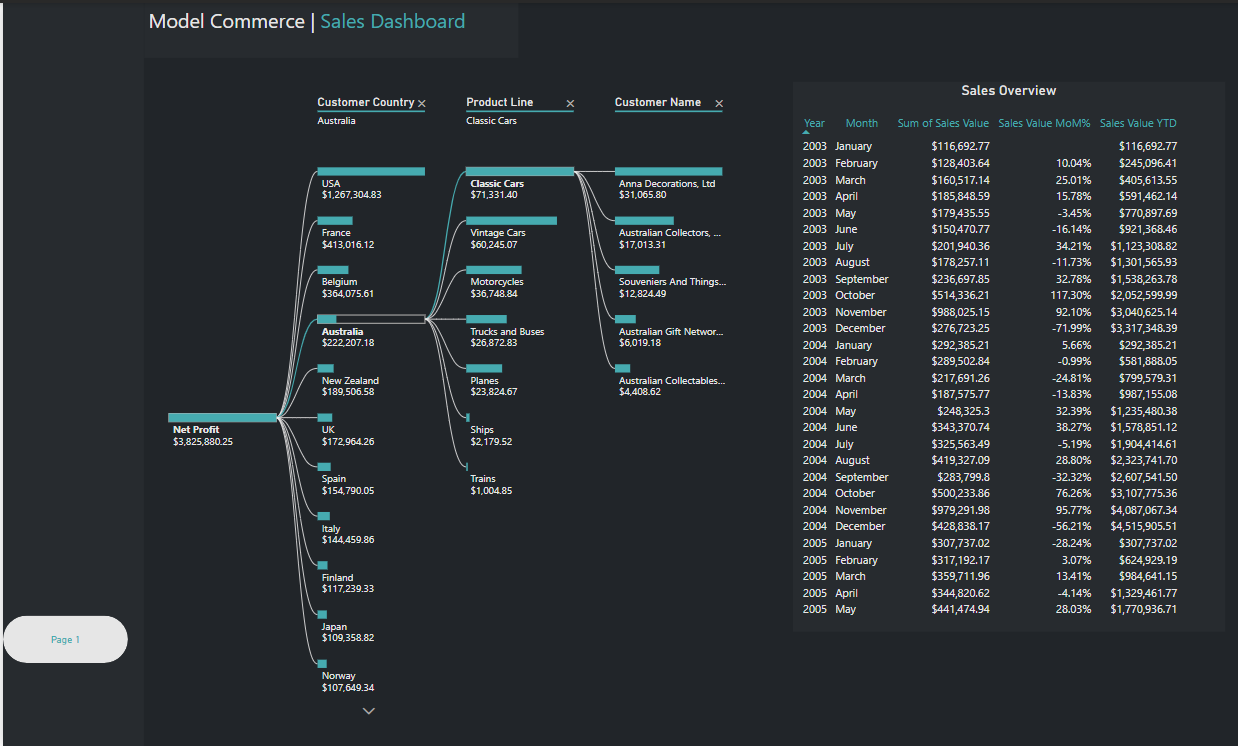 Model Commerce | Sales Dashboard
Customer Country ×
Australia
Product Line ×
Classic Cars
Customer Name ×
Net Profit
$3,825,880.25
USA
$1,267,304.83
France
$413,016.12
Belgium
$364,075.61
Australia
$222,207.18
New Zealand
$189,506.58
UK
$172,964.26
Spain
$154,790.05
Italy
$144,459.86
Finland
$117,239.33
Japan
$109,358.82
Norway
$107,649.34
Classic Cars
$71,331.40
Vintage Cars
$60,245.07
Motorcycles
$36,748.84
Trucks and Buses
$26,872.83
Planes
$23,824.67
Ships
$2,179.52
Trains
$1,004.85
Anna Decorations, Ltd
$31,065.80
Australian Collectors, ...
$17,013.31
Souveniers And Things...
$12,824.49
Australian Gift Networ...
$6,019.18
Australian Collectables...
$4,408.62
Sales Overview
Year Month Sum of Sales Value Sales Value MoM% Sales Value YTD
2003 January $116,692.77 $116,692.77
2003 February $128,403.64 10.04% $245,096.41
2003 March $160,517.14 25.01% $405,613.55
2003 April $185,848.59 15.78% $591,462.14
2003 May $179,435.55 -3.45% $770,897.69
2003 June $150,470.77 -16.14% $921,368.46
2003 July $201,940.36 34.21% $1,123,308.82
2003 August $178,257.11 -11.73% $1,301,565.93
2003 September $236,697.85 32.78% $1,538,263.78
2003 October $514,336.21 117.30% $2,052,599.99
2003 November $988,025.15 92.10% $3,040,625.14
2003 December $276,723.25 -71.99% $3,317,348.39
2004 January $292,385.21 5.66% $292,385.21
2004 February $289,502.84 -0.99% $581,888.05
2004 March $217,691.26 -24.81% $799,579.31
2004 April $187,575.77 -13.83% $987,155.08
2004 May $248,325.3 32.39% $1,235,480.38
2004 June $343,370.74 38.27% $1,578,851.12
2004 July $325,563.49 -5.19% $1,904,414.61
2004 August $419,327.09 28.80% $2,323,741.70
2004 September $283,799.8 -32.32% $2,607,541.50
2004 October $500,233.86 76.26% $3,107,775.36
2004 November $979,291.98 95.77% $4,087,067.34
2004 December $428,838.17 -56.21% $4,515,905.51
2005 January $307,737.02 -28.24% $307,737.02
2005 February $317,192.17 3.07% $624,929.19
2005 March $359,711.96 13.41% $984,641.15
2005 April $344,820.62 -4.14% $1,329,461.77
2005 May $441,474.94 28.03% $1,770,936.71
Page 1